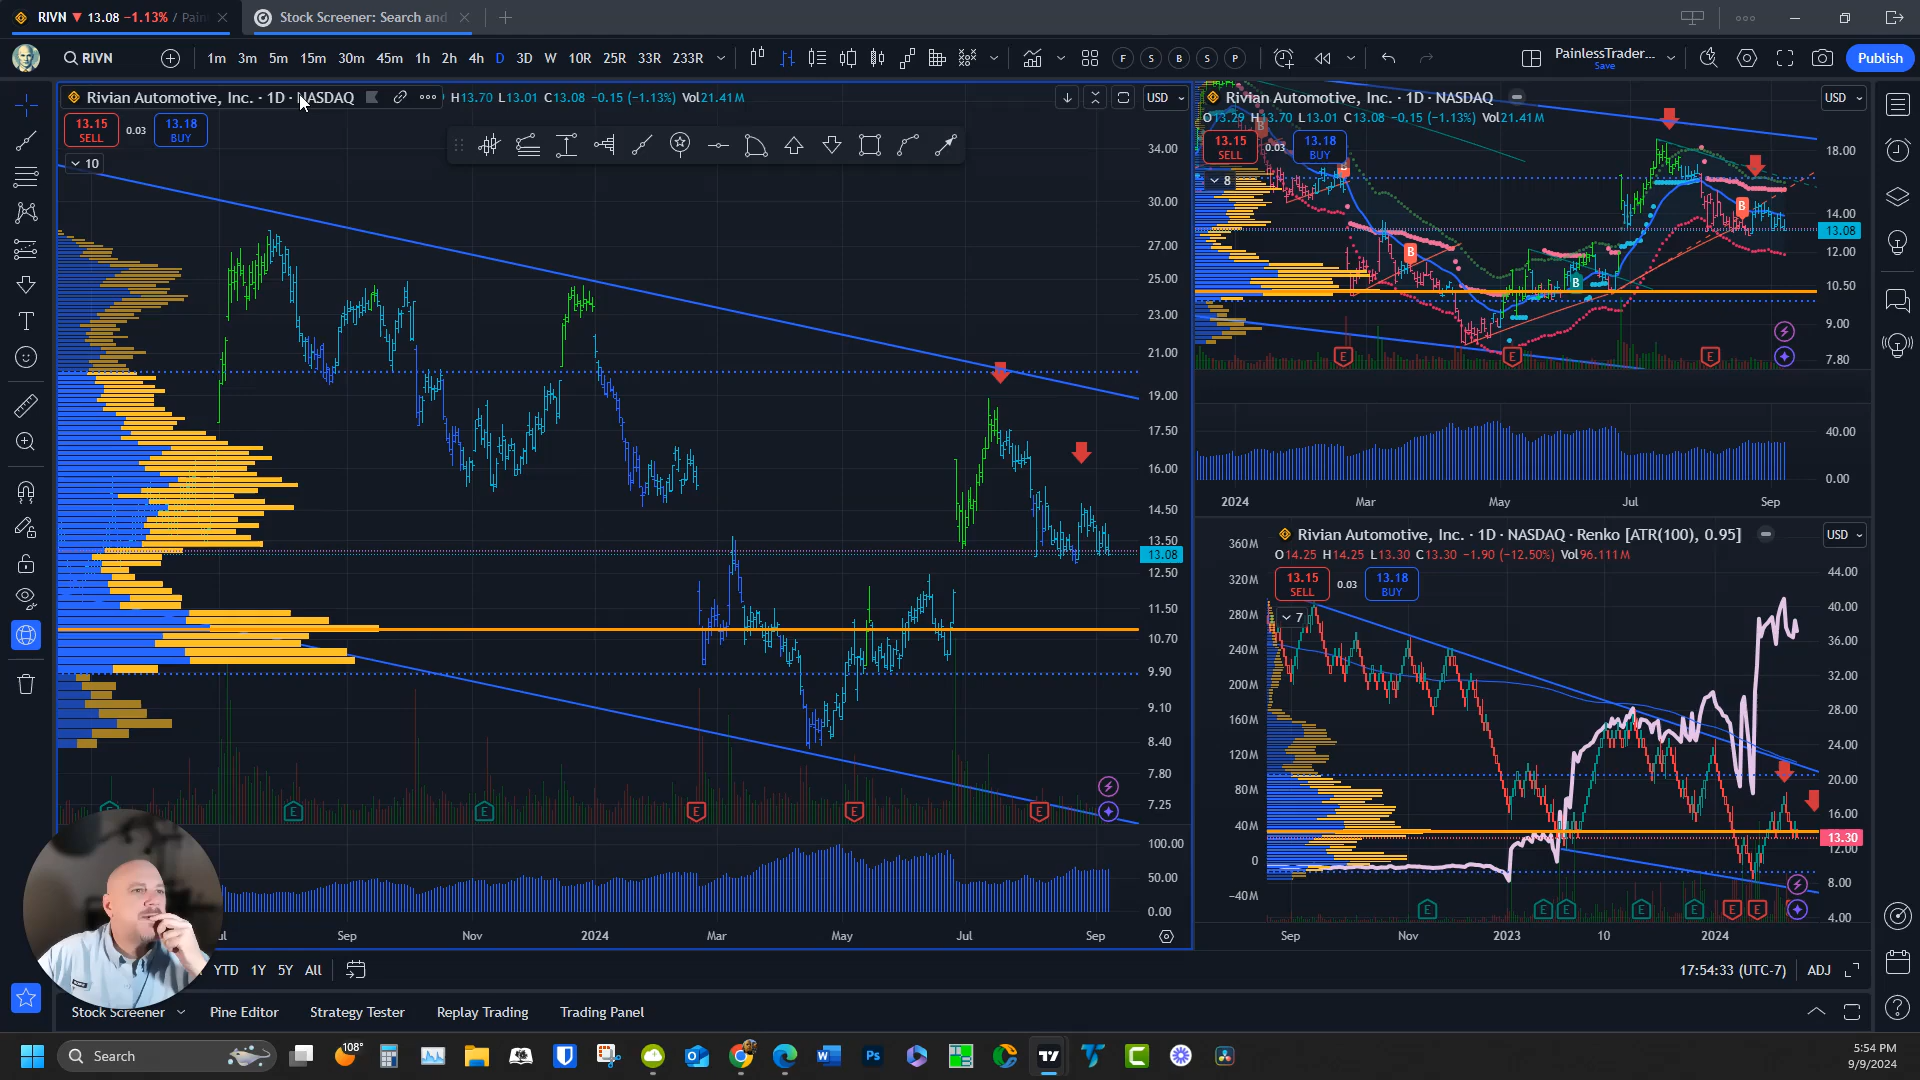 RIVN ▼ 13.08 −1.13% / Pain
Stock Screener: Search and
RIVN
1m 3m 5m 15m 30m 45m 1h 2h 4h D 3D W 10R 25R 33R 233R
F S B S P
PainlessTrader...
Save
Publish
Rivian Automotive, Inc. · 1D · NASDAQ
H13.70 L13.01 C13.08 −0.15 (−1.13%) Vol21.41M
USD
13.15
SELL
0.03
13.18
BUY
10
34.00
30.00
27.00
25.00
23.00
21.00
19.00
17.50
16.00
14.50
13.50
13.08
12.50
11.50
10.70
9.90
9.10
8.40
7.80
7.25
E E E E E
100.00
50.00
0.00
Sep Nov 2024 Mar May Jul Sep
Rivian Automotive, Inc. · 1D · NASDAQ
USD
O13.29 H13.70 L13.01 C13.08 −0.15 (−1.13%) Vol21.41M
13.15
SELL
0.03
13.18
BUY
8
B B B B
18.00
14.00
13.08
12.00
10.50
9.00
7.80
E E E
40.00
0.00
2024 Mar May Jul Sep
Rivian Automotive, Inc. · 1D · NASDAQ · Renko [ATR(100), 0.95]
USD
O14.25 H14.25 L13.30 C13.30 −1.90 (−12.50%) Vol96.111M
13.15
SELL
0.03
13.18
BUY
7
360M
320M
280M
240M
200M
160M
120M
80M
40M
0
−40M
44.00
40.00
36.00
32.00
28.00
24.00
20.00
16.00
13.30
12.00
8.00
4.00
E E E E E E E
Sep Nov 2023 10 2024
YTD 1Y 5Y All
17:54:33 (UTC-7) ADJ
Stock Screener Pine Editor Strategy Tester Replay Trading Trading Panel
Search
108°
5:54 PM
9/9/2024